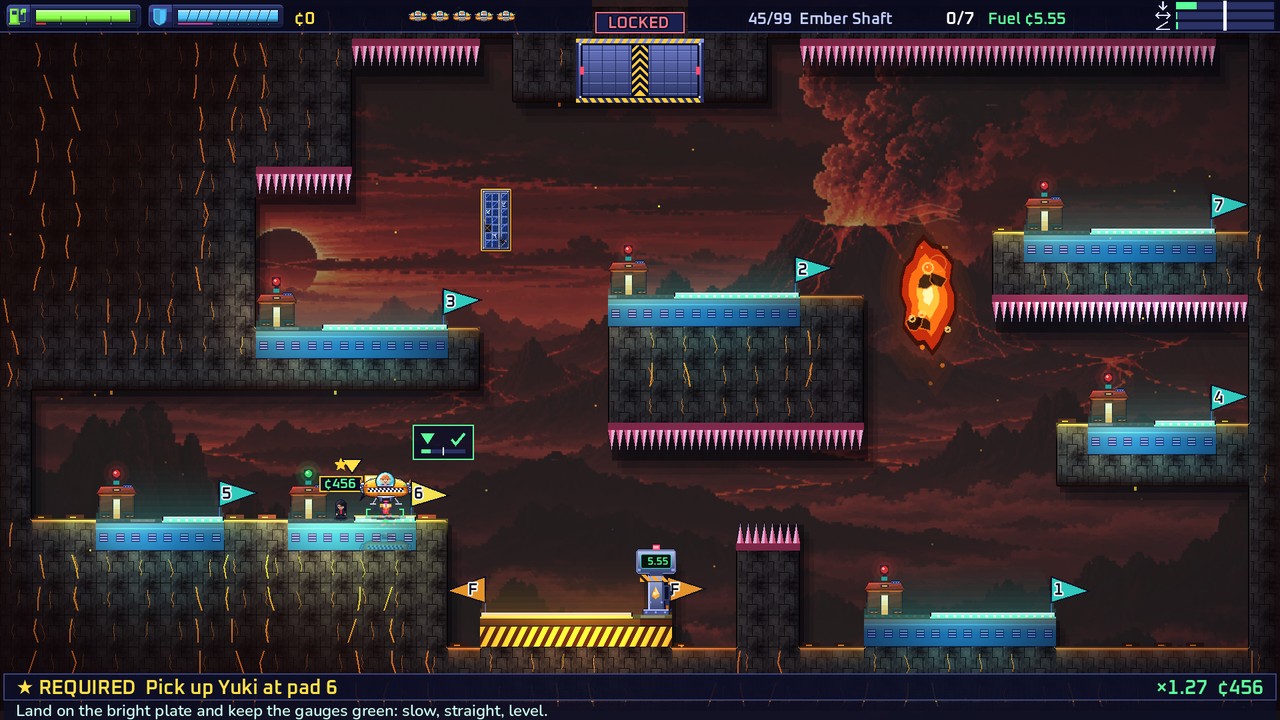 ¢0
LOCKED
45/99 Ember Shaft
0/7 Fuel ¢5.55
7
2
3
4
¢456
5
6
5.55
F
F
1
★ REQUIRED Pick up Yuki at pad 6
×1.27 ¢456
Land on the bright plate and keep the gauges green: slow, straight, level.